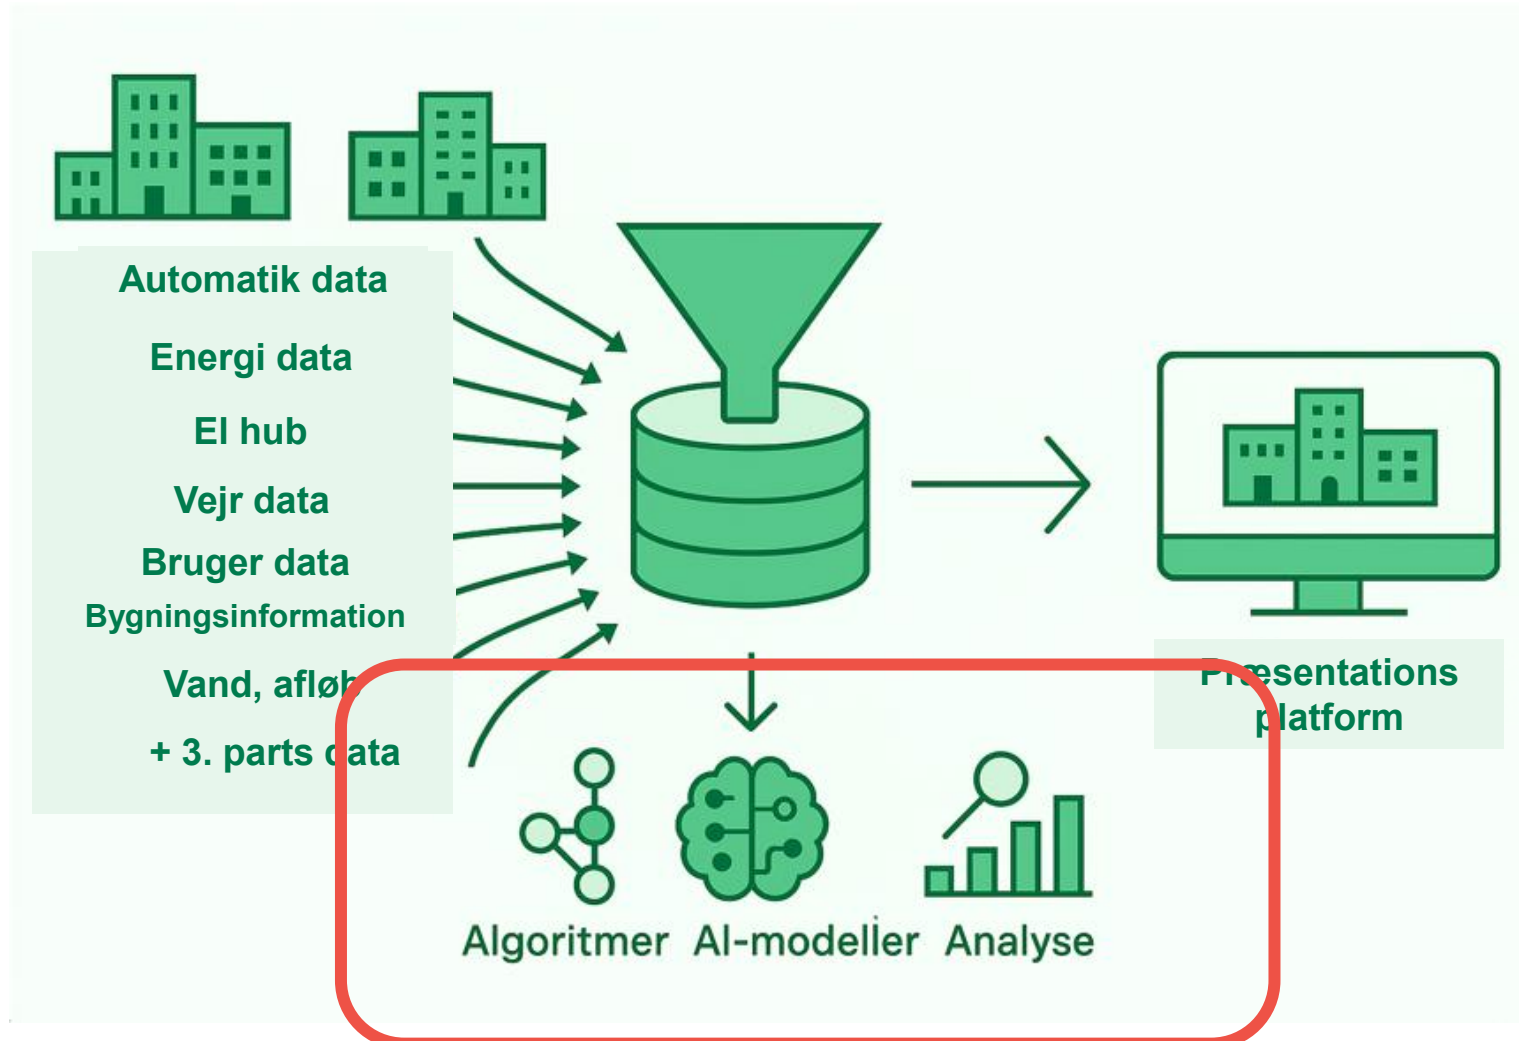 Automatik data
Energi data
El hub
Vejr data
Bruger data
Bygningsinformation
Vand, afløb
+ 3. parts data
Præsentations
platform
Algoritmer AI-modeller Analyse